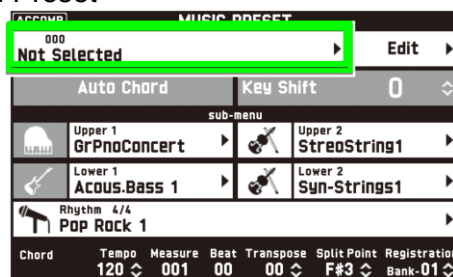 ACCOMP MUSIC PRESET
000
Not Selected
Edit
Auto Chord Key Shift 0
sub-menu
Upper 1 Upper 2
GrPnoConcert StreoString1
Lower 1 Lower 2
Acous.Bass 1 Syn-Strings1
Rhythm 4/4
Pop Rock 1
Chord Tempo Measure Beat Transpose Split Point Registration
120 001 00 00 F#3 Bank-01